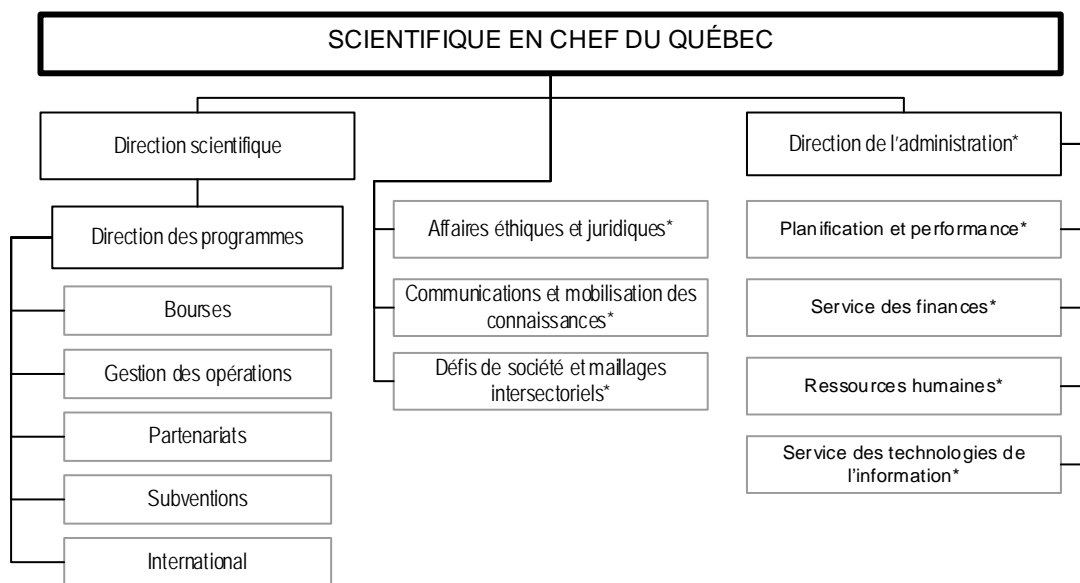 SCIENTIFIQUE EN CHEF DU QUÉBEC
Direction scientifique
Direction des programmes
Bourses
Gestion des opérations
Partenariats
Subventions
International
Affaires éthiques et juridiques*
Communications et mobilisation des
connaissances*
Défis de société et maillages
intersectoriels*
Direction de l'administration*
Planification et performance*
Service des finances*
Ressources humaines*
Service des technologies de
l'information*